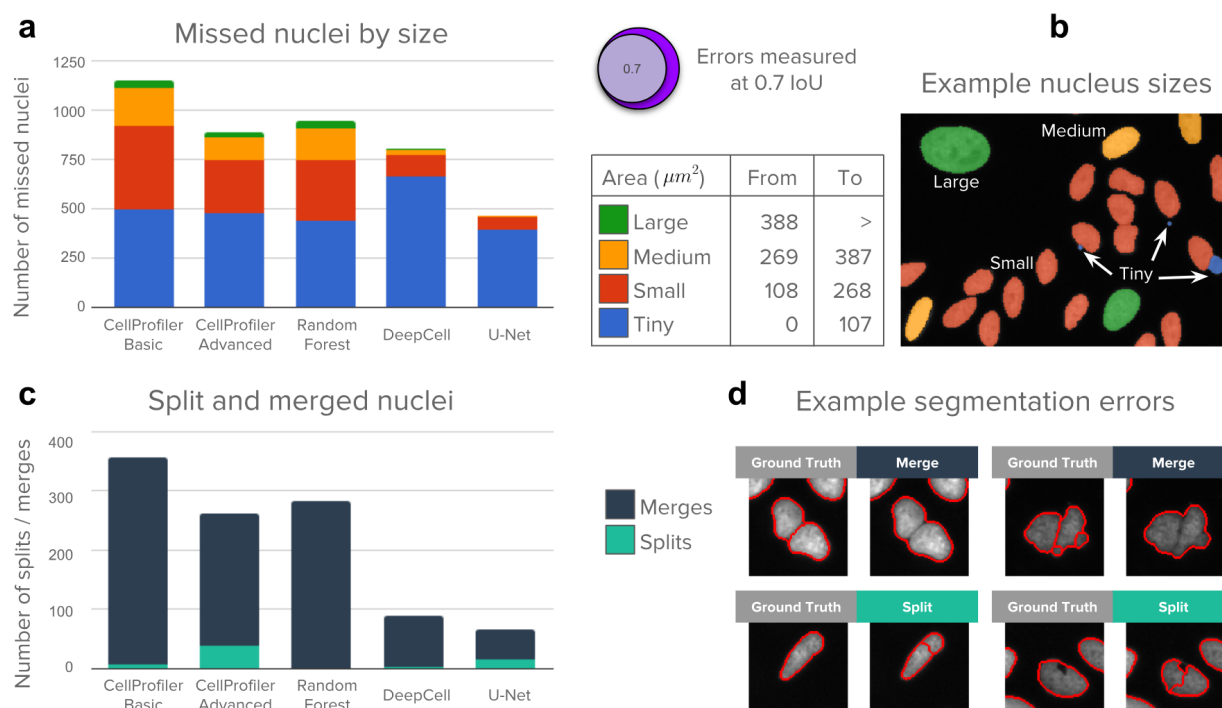 a
Missed nuclei by size
Number of missed nuclei
1250
1000
750
500
250
0
CellProfiler
Basic
CellProfiler
Advanced
Random
Forest
DeepCell
U-Net
0.7
Errors measured
at 0.7 IoU
Area (μm²) From To
Large 388 >
Medium 269 387
Small 108 268
Tiny 0 107
b
Example nucleus sizes
Medium
Large
Small
Tiny
c
Split and merged nuclei
Number of splits / merges
400
300
200
100
0
CellProfiler
Basic
CellProfiler
Advanced
Random
Forest
DeepCell
U-Net
Merges
Splits
d
Example segmentation errors
Ground Truth Merge Ground Truth Merge
Ground Truth Split Ground Truth Split